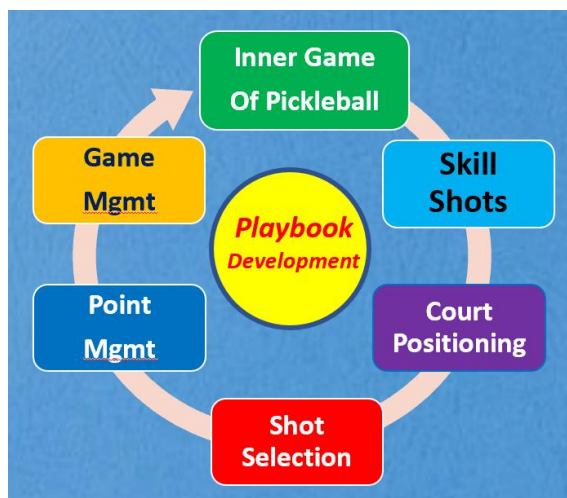 Inner Game
Of Pickleball
Skill
Shots
Court
Positioning
Shot
Selection
Point
Mgmt
Game
Mgmt
Playbook
Development